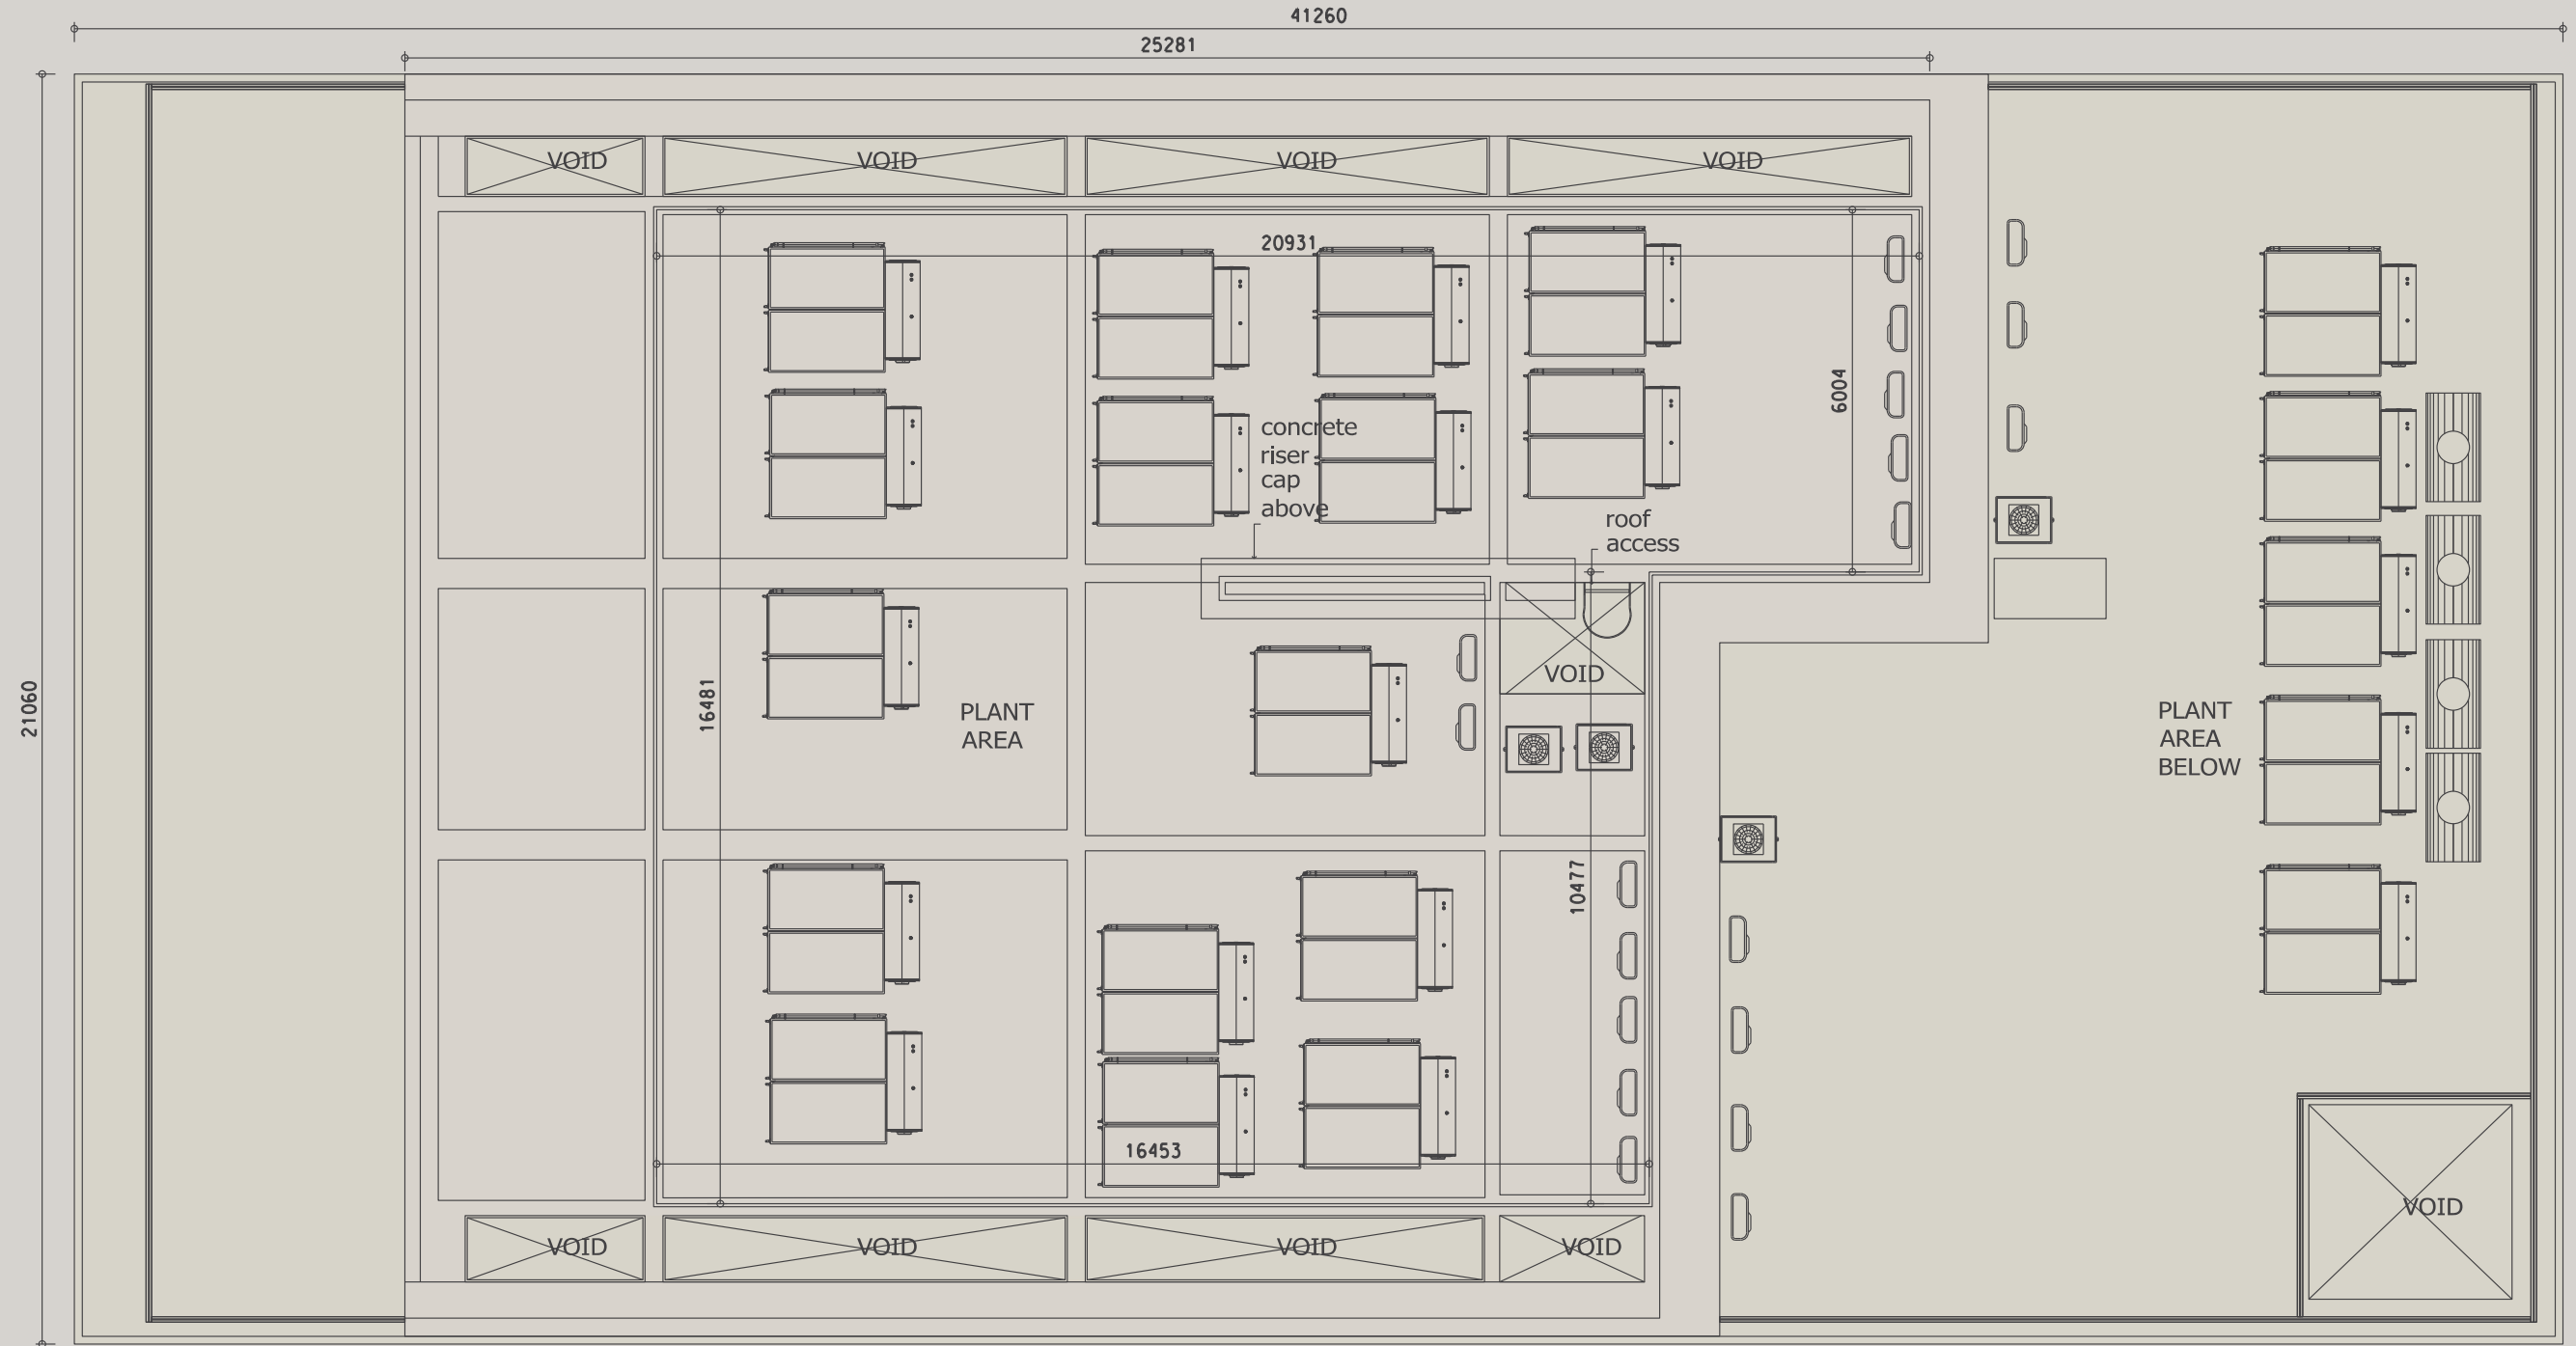 41260
25281
VOID
VOID
VOID
VOID
20931
6004
concrete
riser
cap
above
roof
access
VOID
21060
16481
PLANT
AREA
PLANT
AREA
BELOW
10477
16453
VOID
VOID
VOID
VOID
VOID